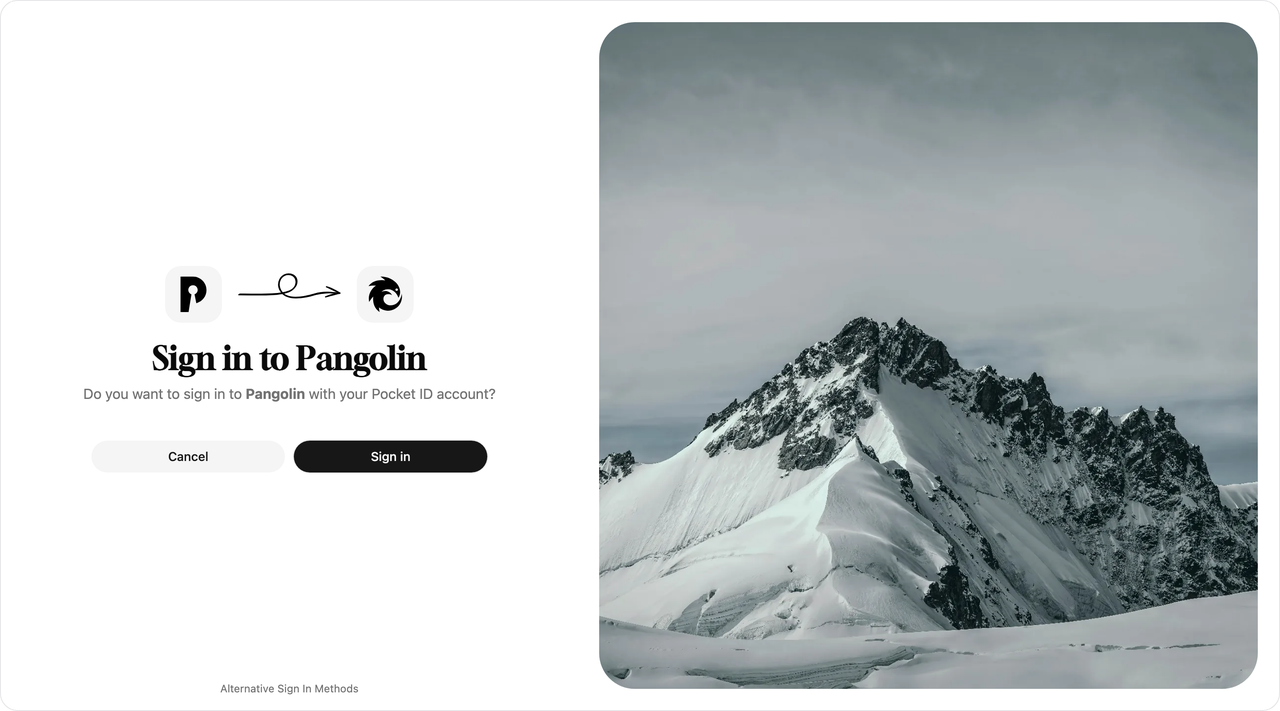 Sign in to Pangolin
Do you want to sign in to Pangolin with your Pocket ID account?
Cancel
Sign in
Alternative Sign In Methods